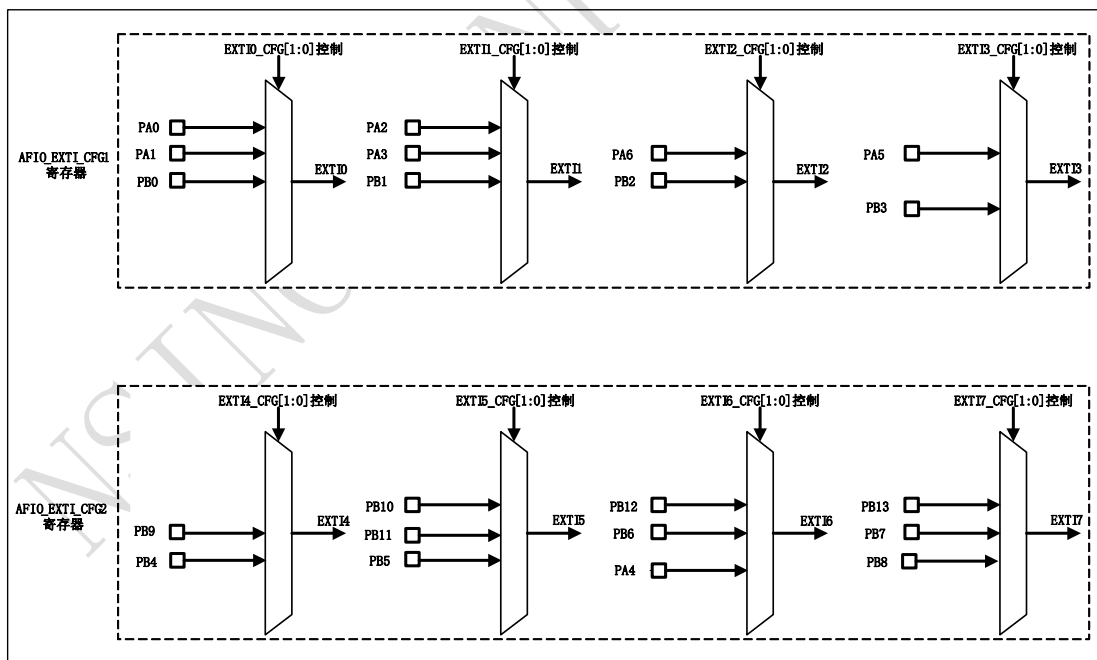 EXTI0_CFG[1:0]控制
EXTI1_CFG[1:0]控制
EXTI2_CFG[1:0]控制
EXTI3_CFG[1:0]控制
AFIO_EXTI_CFG1
寄存器
PA0
PA1
PB0
EXTI0
PA2
PA3
PB1
EXTI1
PA6
PB2
EXTI2
PA5
PB3
EXTI3
EXTI4_CFG[1:0]控制
EXTI5_CFG[1:0]控制
EXTI6_CFG[1:0]控制
EXTI7_CFG[1:0]控制
AFIO_EXTI_CFG2
寄存器
PB9
PB4
EXTI4
PB10
PB11
PB5
EXTI5
PB12
PB6
PA4
EXTI6
PB13
PB7
PB8
EXTI7
NSING